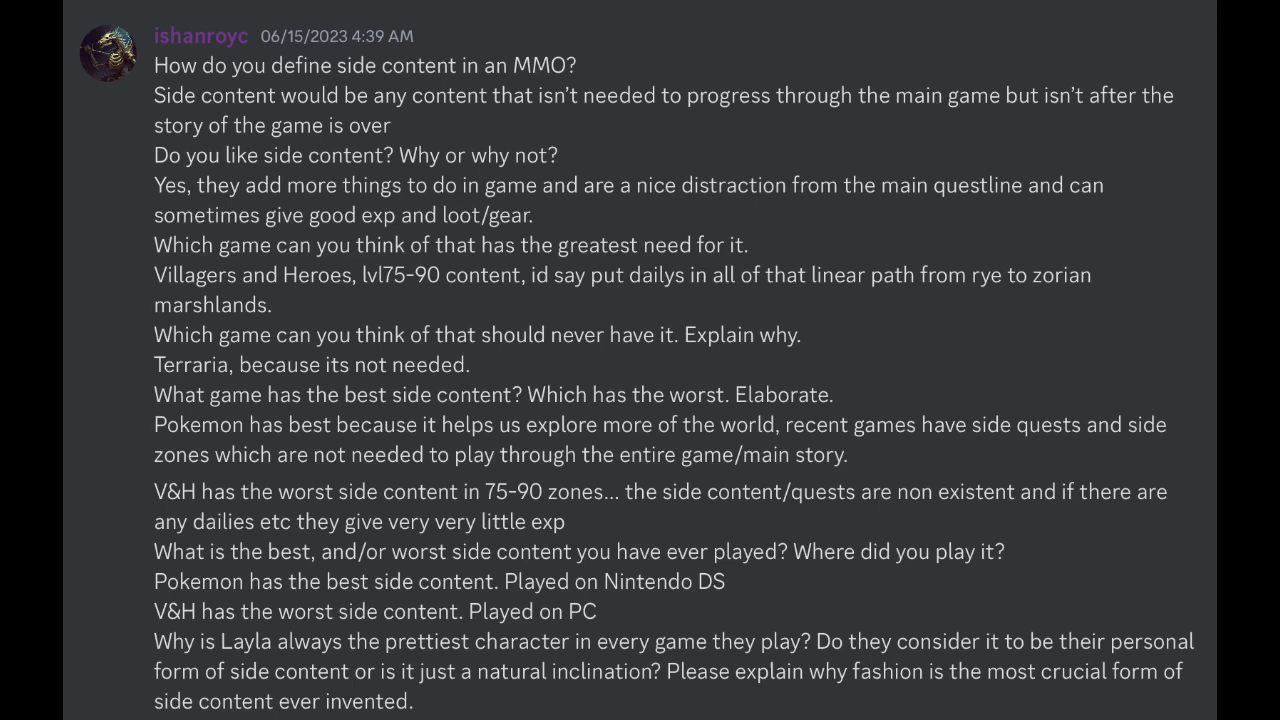 ishanroyc 06/15/2023 4:39 AM
How do you define side content in an MMO?
Side content would be any content that isn't needed to progress through the main game but isn't after the
story of the game is over
Do you like side content? Why or why not?
Yes, they add more things to do in game and are a nice distraction from the main questline and can
sometimes give good exp and loot/gear.
Which game can you think of that has the greatest need for it.
Villagers and Heroes, lvl75-90 content, id say put dailys in all of that linear path from rye to zorian
marshlands.
Which game can you think of that should never have it. Explain why.
Terraria, because its not needed.
What game has the best side content? Which has the worst. Elaborate.
Pokemon has best because it helps us explore more of the world, recent games have side quests and side
zones which are not needed to play through the entire game/main story.
V&H has the worst side content in 75-90 zones... the side content/quests are non existent and if there are
any dailies etc they give very very little exp
What is the best, and/or worst side content you have ever played? Where did you play it?
Pokemon has the best side content. Played on Nintendo DS
V&H has the worst side content. Played on PC
Why is Layla always the prettiest character in every game they play? Do they consider it to be their personal
form of side content or is it just a natural inclination? Please explain why fashion is the most crucial form of
side content ever invented.